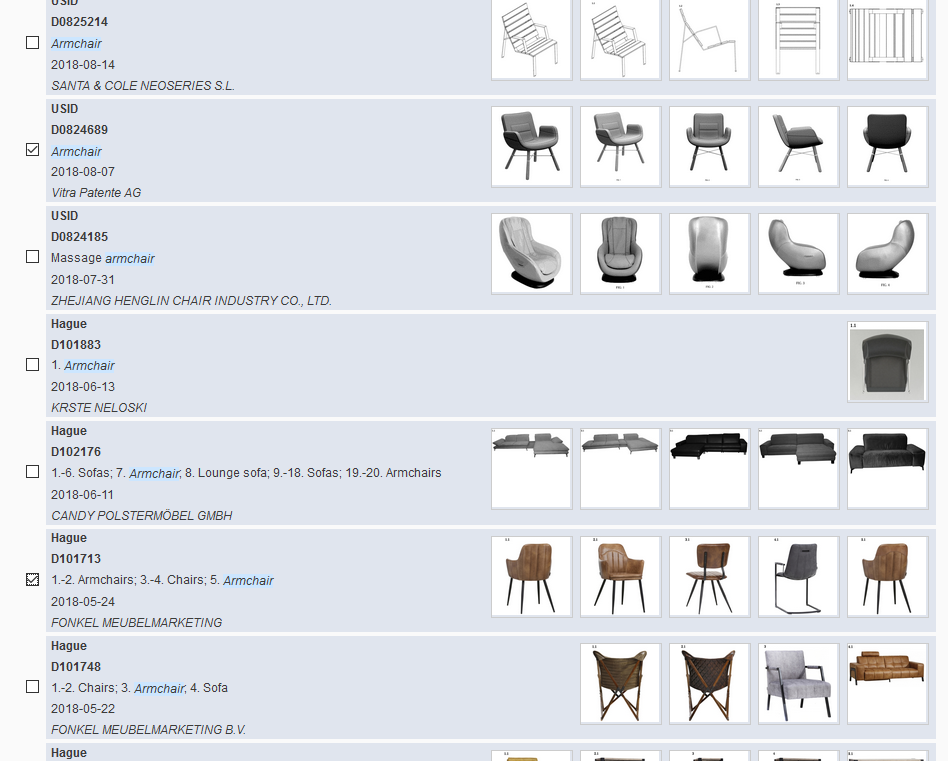 USID
D0825214
Armchair
2018-08-14
SANTA & COLE NEOSERIES S.L.
USID
D0824689
Armchair
2018-08-07
Vitra Patente AG
USID
D0824185
Massage armchair
2018-07-31
ZHEJIANG HENGLIN CHAIR INDUSTRY CO., LTD.
Hague
D101883
1. Armchair
2018-06-13
KRSTE NELOSKI
1.1
Hague
D102176
1.-6. Sofas; 7. Armchair; 8. Lounge sofa; 9.-18. Sofas; 19.-20. Armchairs
2018-06-11
CANDY POLSTERMÖBEL GMBH
Hague
D101713
1.-2. Armchairs; 3.-4. Chairs; 5. Armchair
2018-05-24
FONKEL MEUBELMARKETING
Hague
D101748
1.-2. Chairs; 3. Armchair; 4. Sofa
2018-05-22
FONKEL MEUBELMARKETING B.V.
Hague